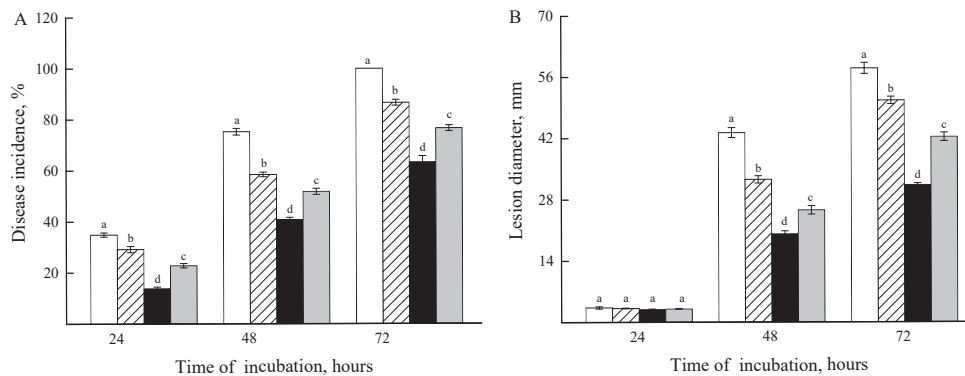 A
Disease incidence, %
120
100
80
60
40
20
a
b
d
c
a
b
d
c
a
b
d
c
24
48
72
Time of incubation, hours
B
Lesion diameter, mm
70
56
42
28
14
a
a
a
a
a
b
d
c
a
b
d
c
24
48
72
Time of incubation, hours